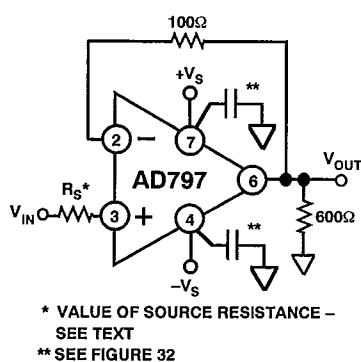 100Ω
+VS
**
2
−
7
AD797
6
VOUT
RS*
VIN
3
+
4
**
600Ω
−VS
* VALUE OF SOURCE RESISTANCE –
SEE TEXT
** SEE FIGURE 32